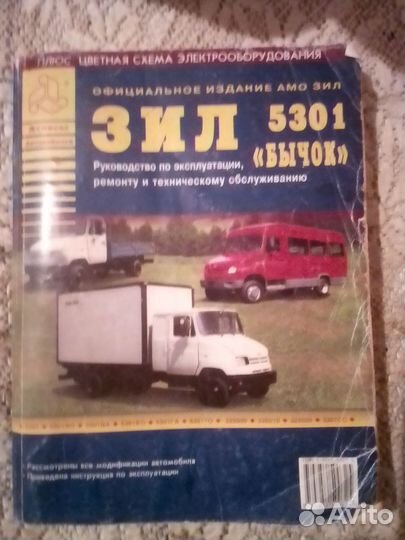 ПЛЮС ЦВЕТНАЯ СХЕМА ЭЛЕКТРООБОРУДОВАНИЯ
ОФИЦИАЛЬНОЕ ИЗДАНИЕ АМО ЗИЛ
ЗИЛ 5301
«БЫЧОК»
Руководство по эксплуатации,
ремонту и техническому обслуживанию
Рассмотрены все модификации автомобиля
Приведена инструкция по эксплуатации
Avito